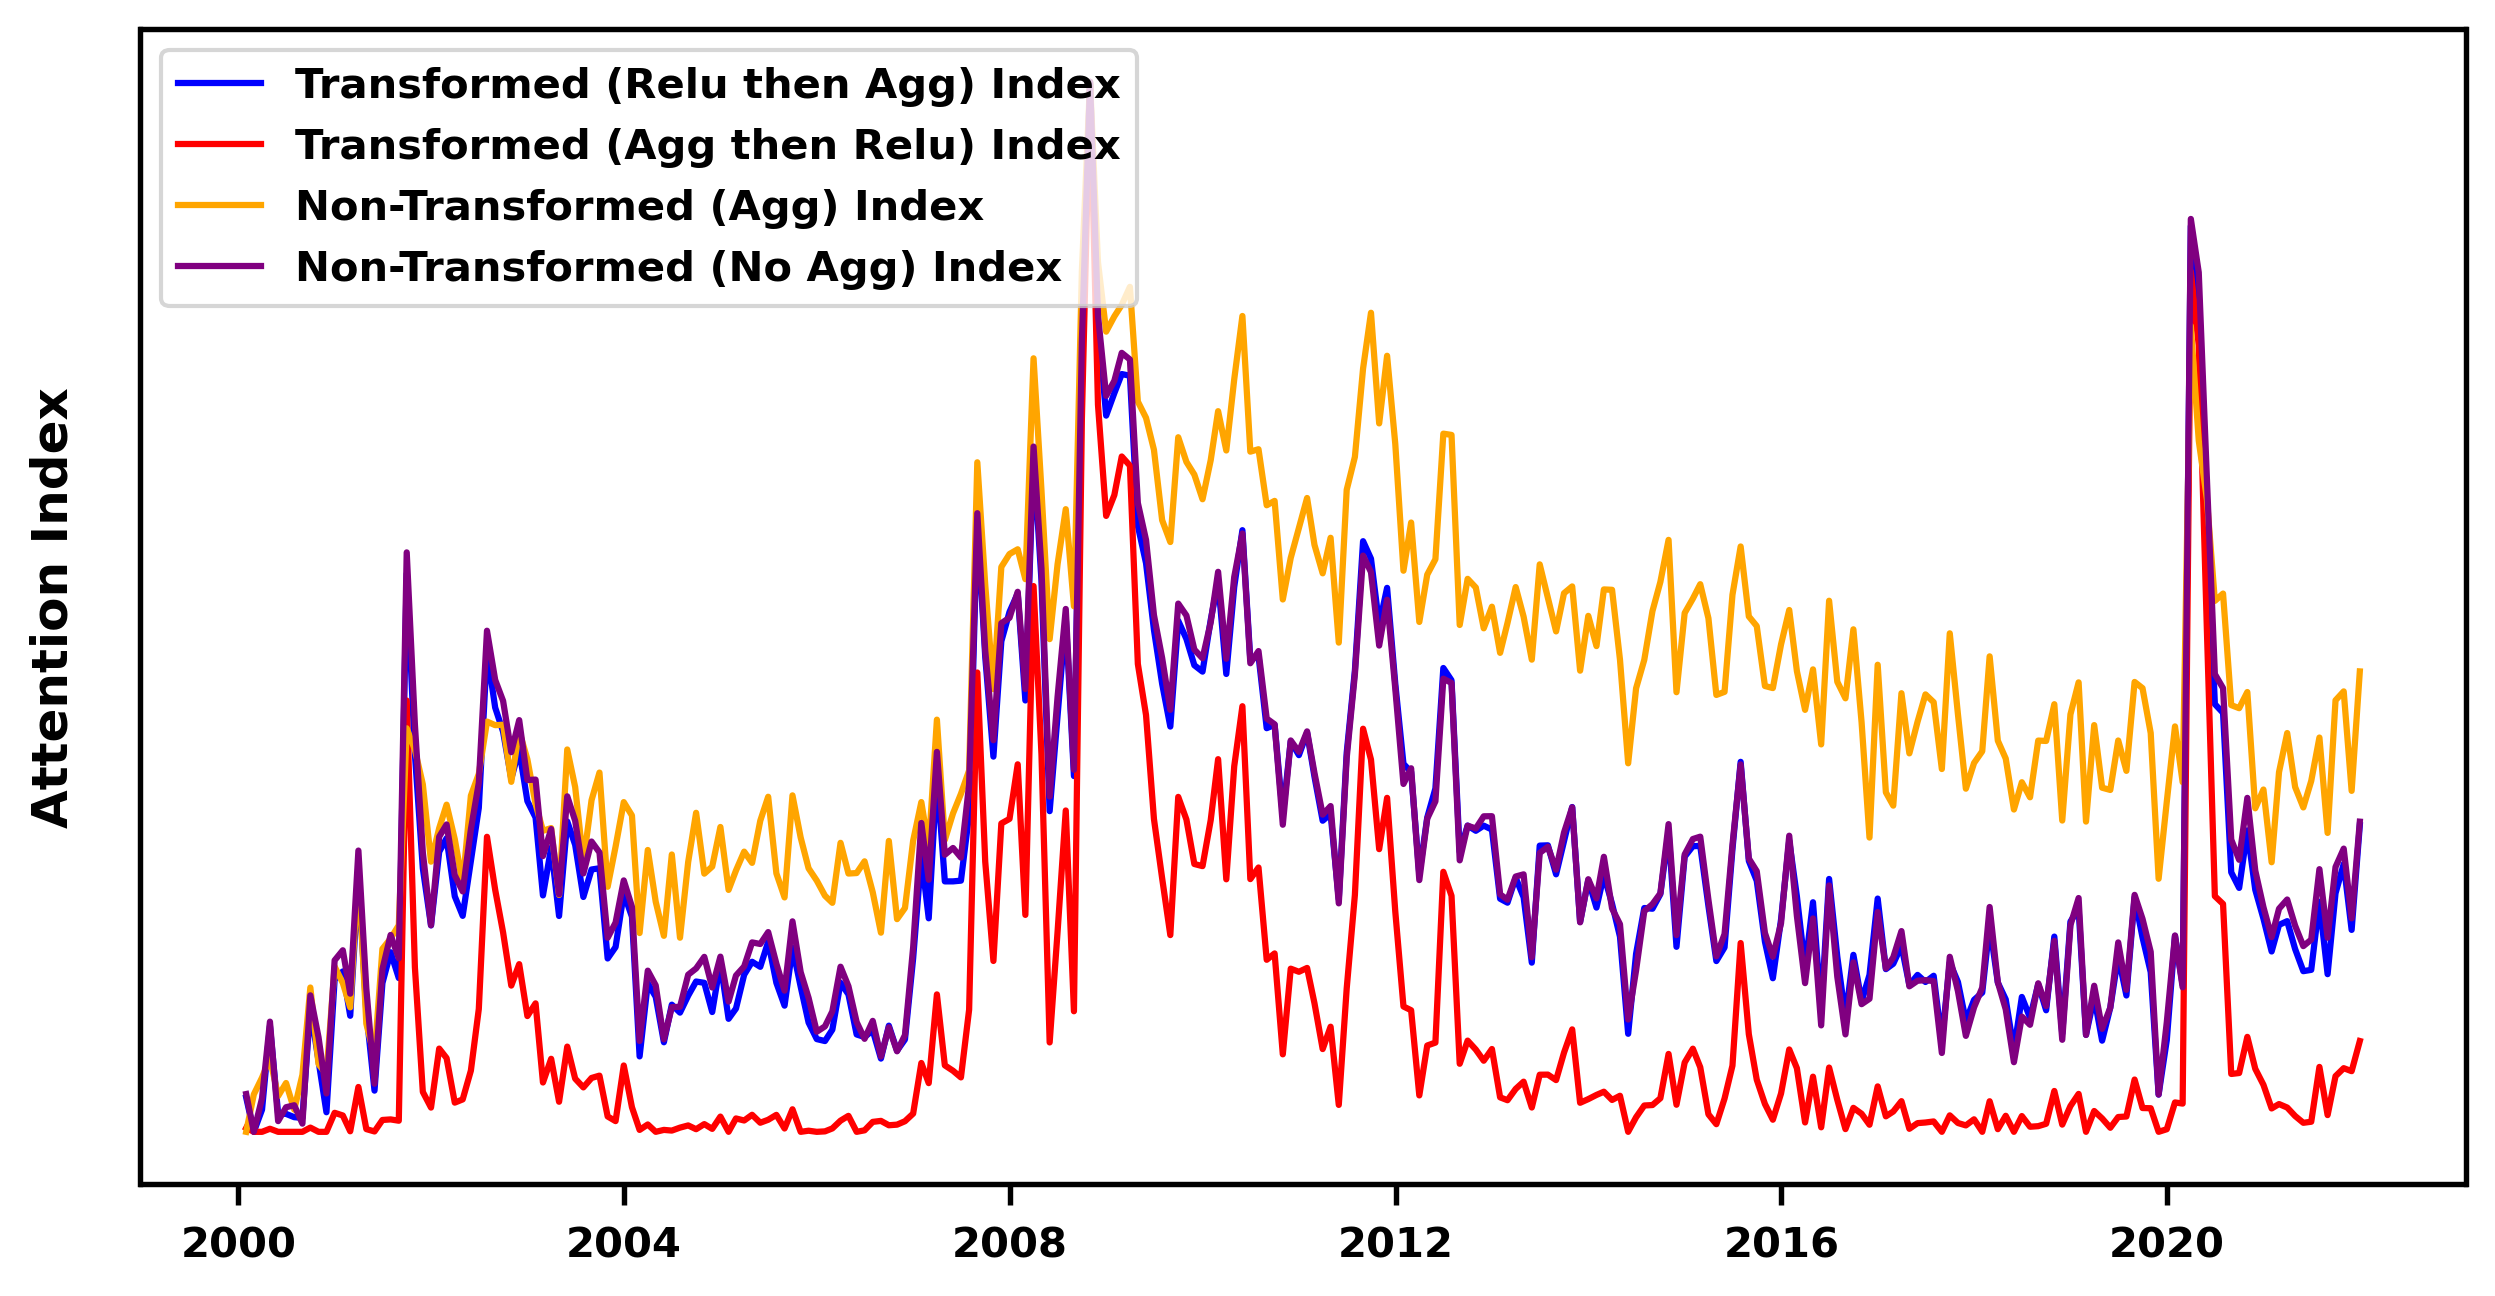 Transformed (Relu then Agg) Index
Transformed (Agg then Relu) Index
Non-Transformed (Agg) Index
Non-Transformed (No Agg) Index
Attention Index
2000 2004 2008 2012 2016 2020